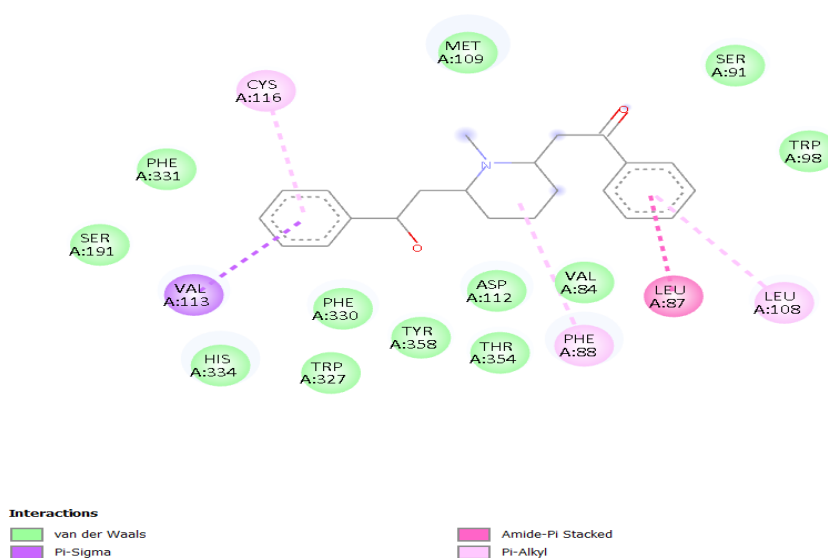 MET
A:109
SER
A:91
CYS
A:116
TRP
A:98
O
PHE
A:331
N
SER
A:191
O
VAL
A:113
PHE
A:330
ASP
A:112
VAL
A:84
LEU
A:87
LEU
A:108
TYR
A:358
THR
A:354
PHE
A:88
HIS
A:334
TRP
A:327
Interactions
van der Waals
Pi-Sigma
Amide-Pi Stacked
Pi-Alkyl